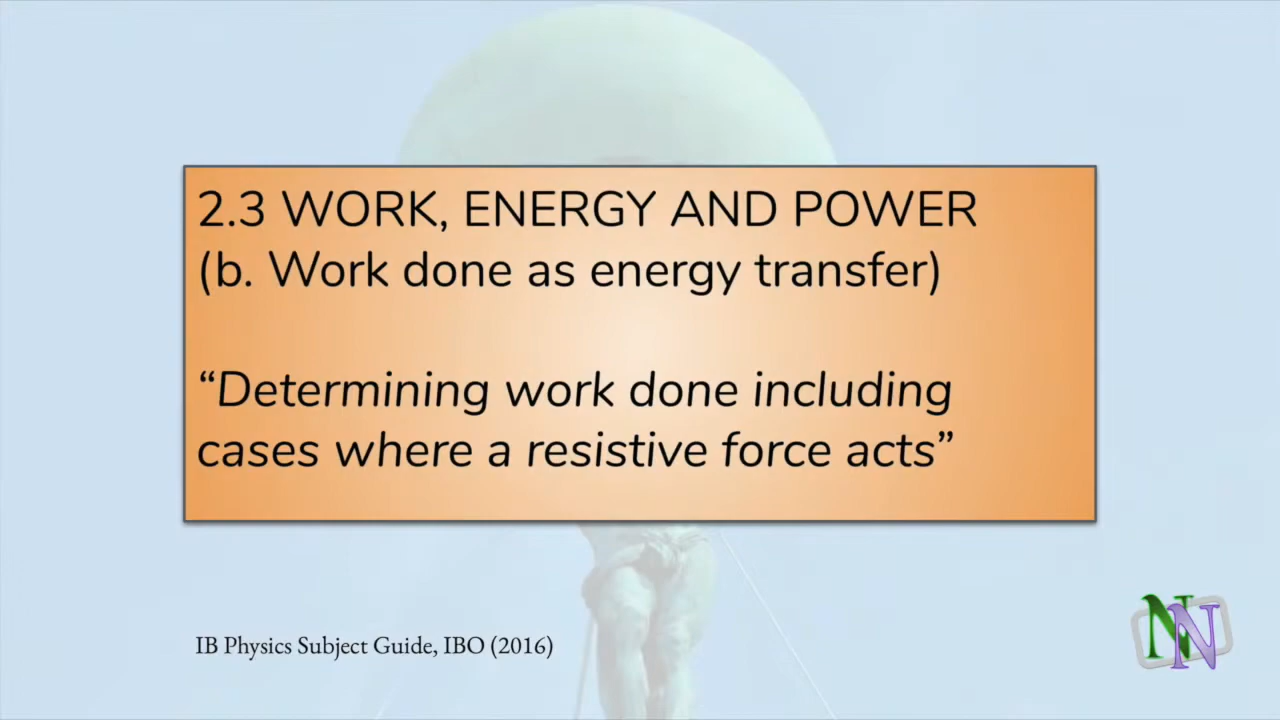 2.3 WORK, ENERGY AND POWER
(b. Work done as energy transfer)
“Determining work done including
cases where a resistive force acts”
IB Physics Subject Guide, IBO (2016)
NN